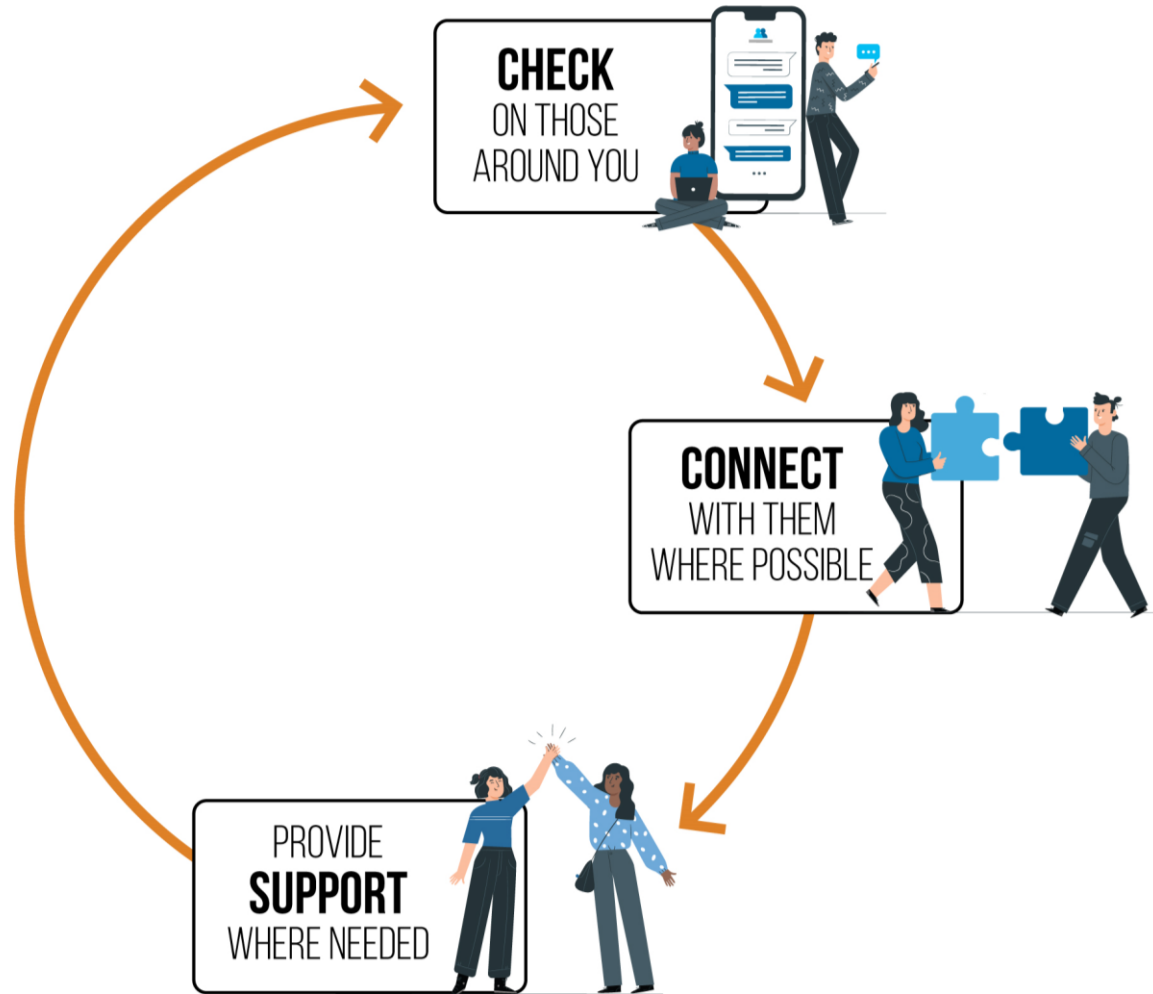 CHECK
ON THOSE
AROUND YOU
CONNECT
WITH THEM
WHERE POSSIBLE
PROVIDE
SUPPORT
WHERE NEEDED